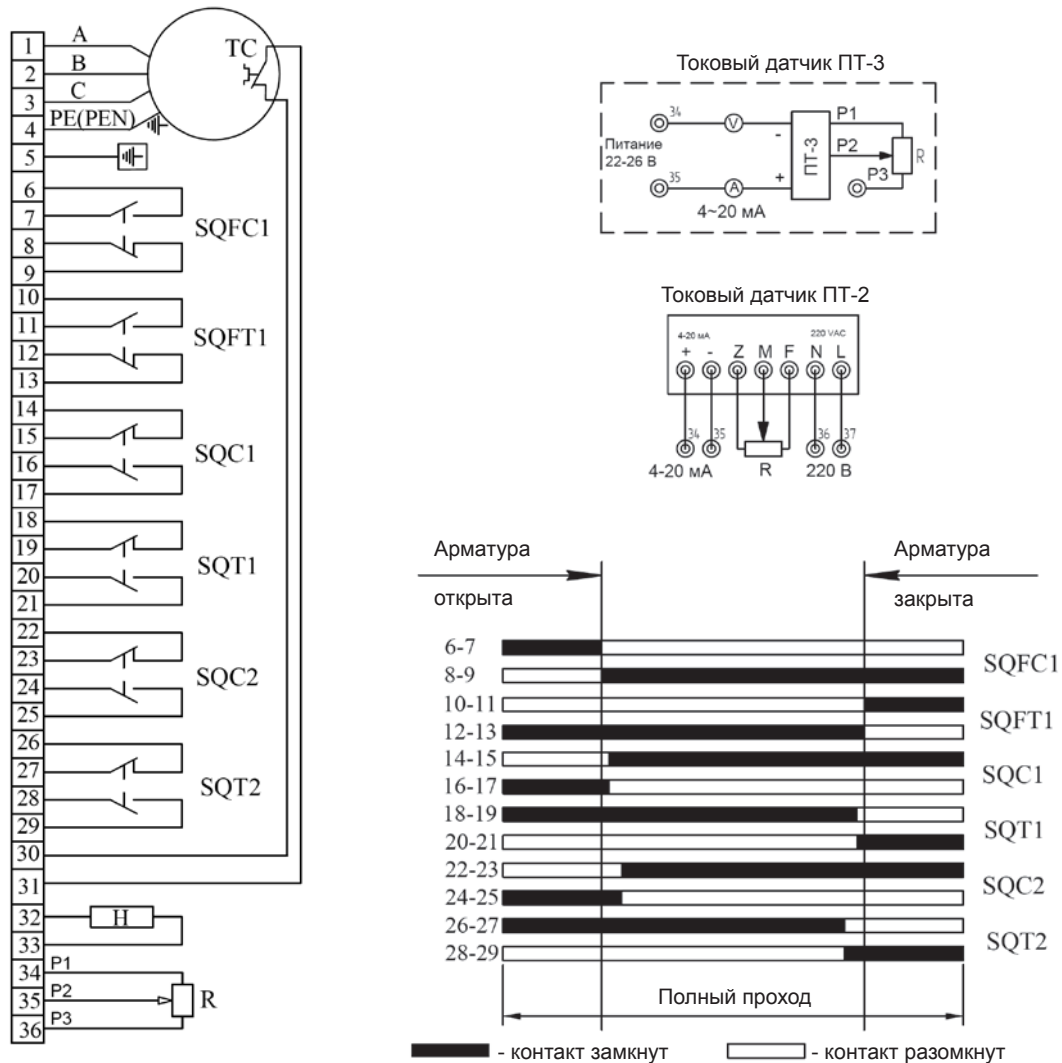 1 A
2 B
3 C
4 PE(PEN)
TC
5
6
7
8
9
SQFC1
10
11
12
13
SQFT1
14
15
16
17
SQC1
18
19
20
21
SQT1
22
23
24
25
SQC2
26
27
28
29
SQT2
30
31
32 H
33
34 P1
35 P2
36 P3
R
Токовый датчик ПТ-3
34 V - P1
Питание
22-26 В
ПТ-3
P2 R
35 A + P3
4~20 мА
Токовый датчик ПТ-2
4-20 мА 220 VAC
+ - Z M F N L
34 35 36 37
4-20 мА R 220 В
Арматура
открыта
Арматура
закрыта
6-7
8-9
SQFC1
10-11
12-13
SQFT1
14-15
16-17
SQC1
18-19
20-21
SQT1
22-23
24-25
SQC2
26-27
28-29
SQT2
Полный проход
- контакт замкнут
- контакт разомкнут